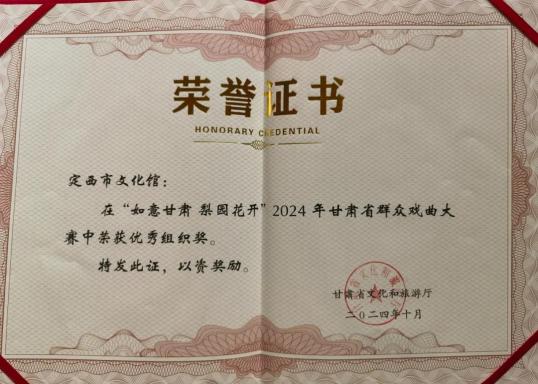 荣誉证书
HONORARY CREDENTIAL
定西市文化馆：
在“如意甘肃 梨园花开”2024年甘肃省群众戏曲大
赛中荣获优秀组织奖。
特发此证，以资奖励。
甘肃省文化和旅游厅
二〇二四年十月